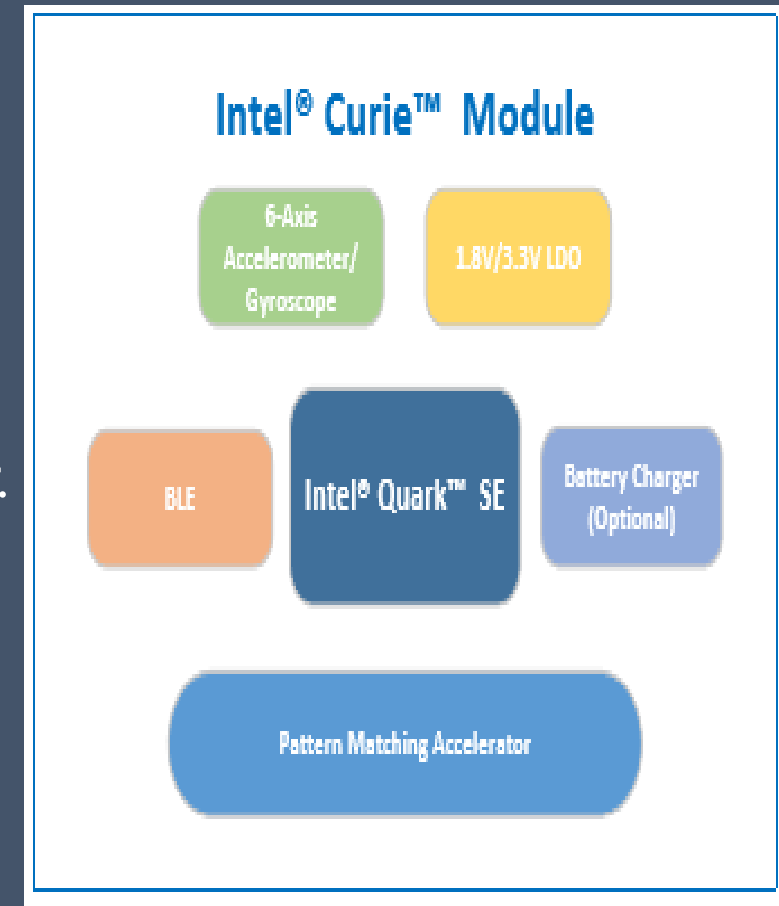 Intel® Curie™ Module
6-Axis
Accelerometer/
Gyroscope
1.8V/3.3V LDO
BLE
Intel® Quark™ SE
Battery Charger
(Optional)
Pattern Matching Accelerator